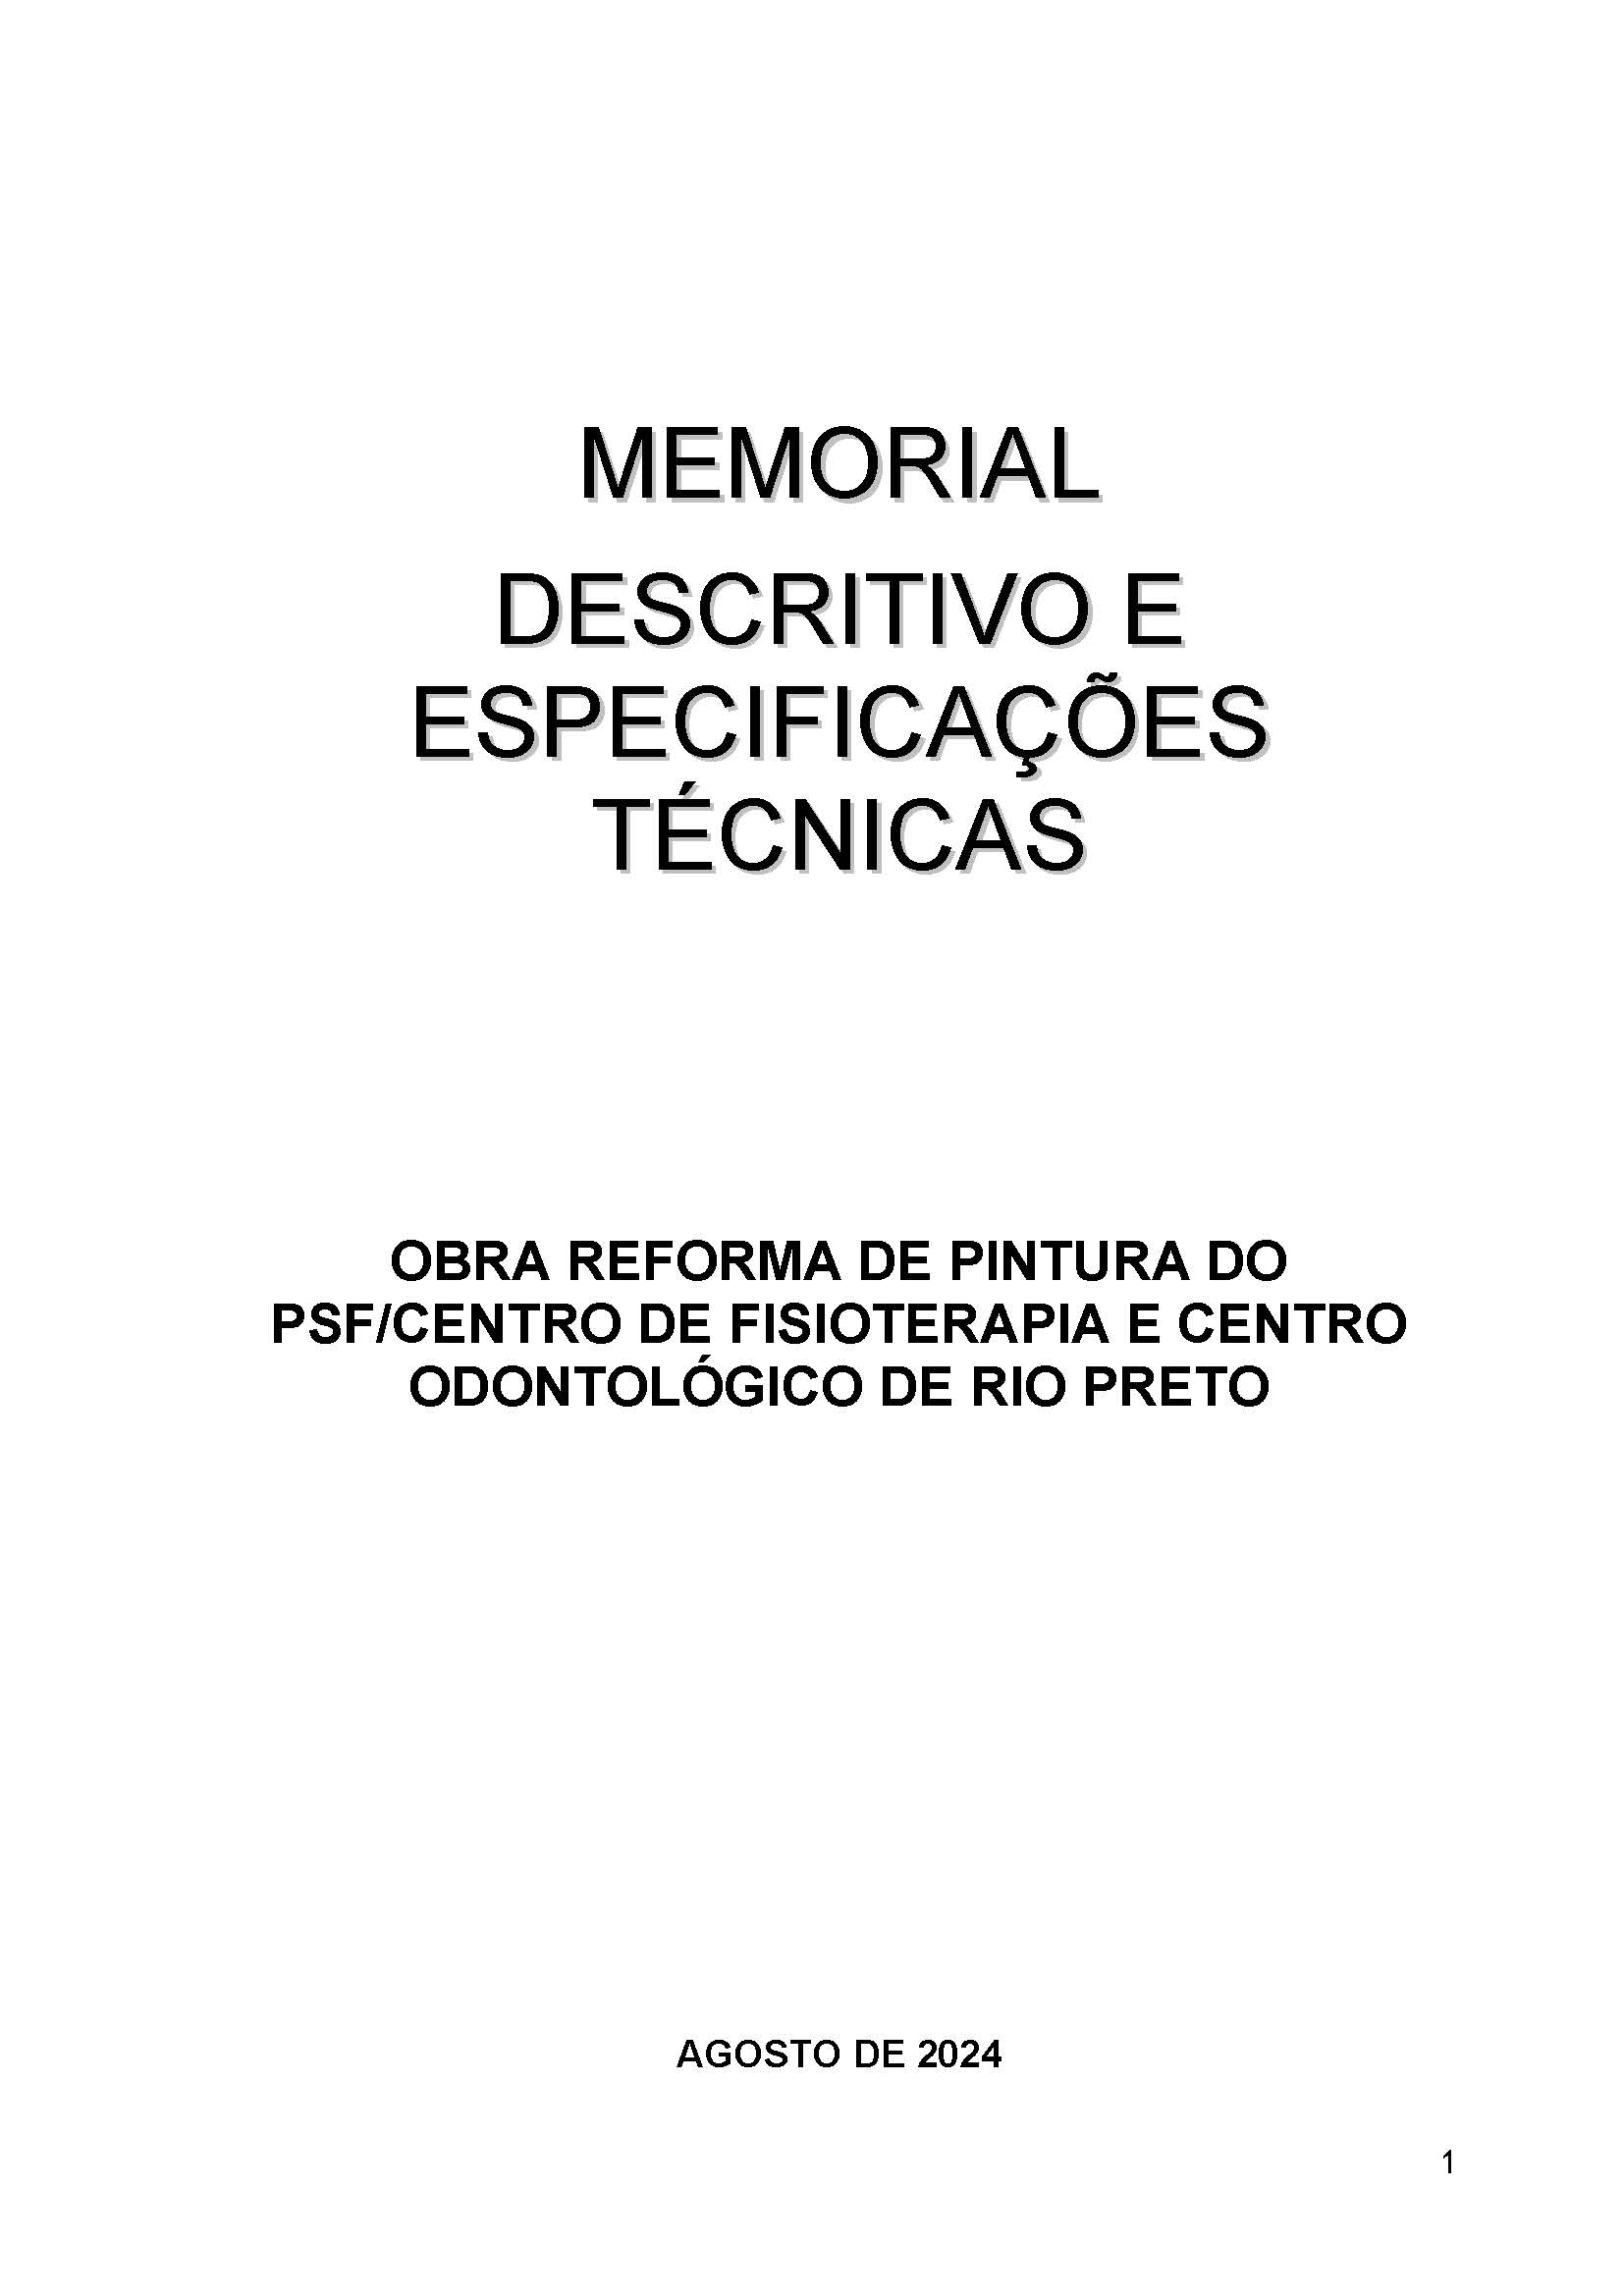 MEMORIAL
DESCRITIVO E
ESPECIFICAÇÕES
TÉCNICAS
OBRA REFORMA DE PINTURA DO
PSF/CENTRO DE FISIOTERAPIA E CENTRO
ODONTOLÓGICO DE RIO PRETO
AGOSTO DE 2024
1